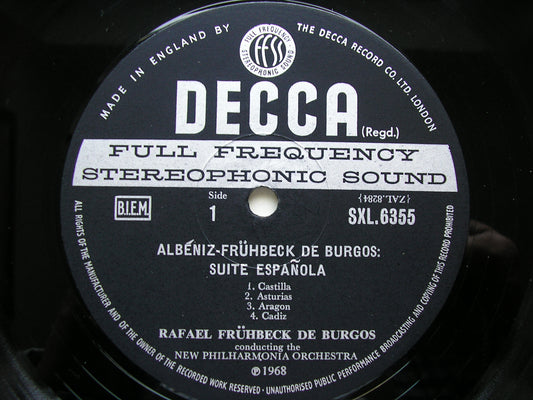 MADE IN ENGLAND BY THE DECCA RECORD CO. LTD. LONDON
FULL FREQUENCY
ffss
STEREOPHONIC SOUND
DECCA
(Regd.)
FULL FREQUENCY
STEREOPHONIC SOUND
B.I.E.M.
Side
1
{ZAL.8284}
SXL.6355
ALBÉNIZ-FRÜHBECK DE BURGOS:
SUITE ESPAÑOLA
1. Castilla
2. Asturias
3. Aragon
4. Cadiz
RAFAEL FRÜHBECK DE BURGOS
conducting the
NEW PHILHARMONIA ORCHESTRA
℗1968
ALL RIGHTS OF THE MANUFACTURER AND OF THE OWNER OF THE RECORDED WORK RESERVED - UNAUTHORISED PUBLIC PERFORMANCE BROADCASTING AND COPYING OF THIS RECORD PROHIBITED